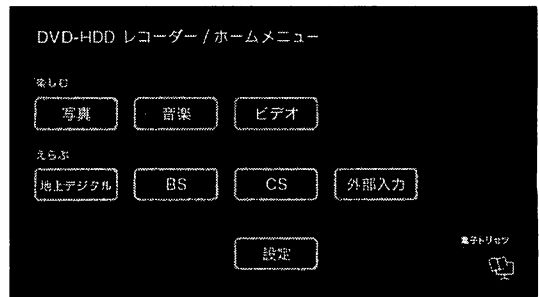 DVD-HDD レコーダー / ホームメニュー
楽しむ
写真 音楽 ビデオ
えらぶ
地上デジタル BS CS 外部入力
設定
電子トリセツ